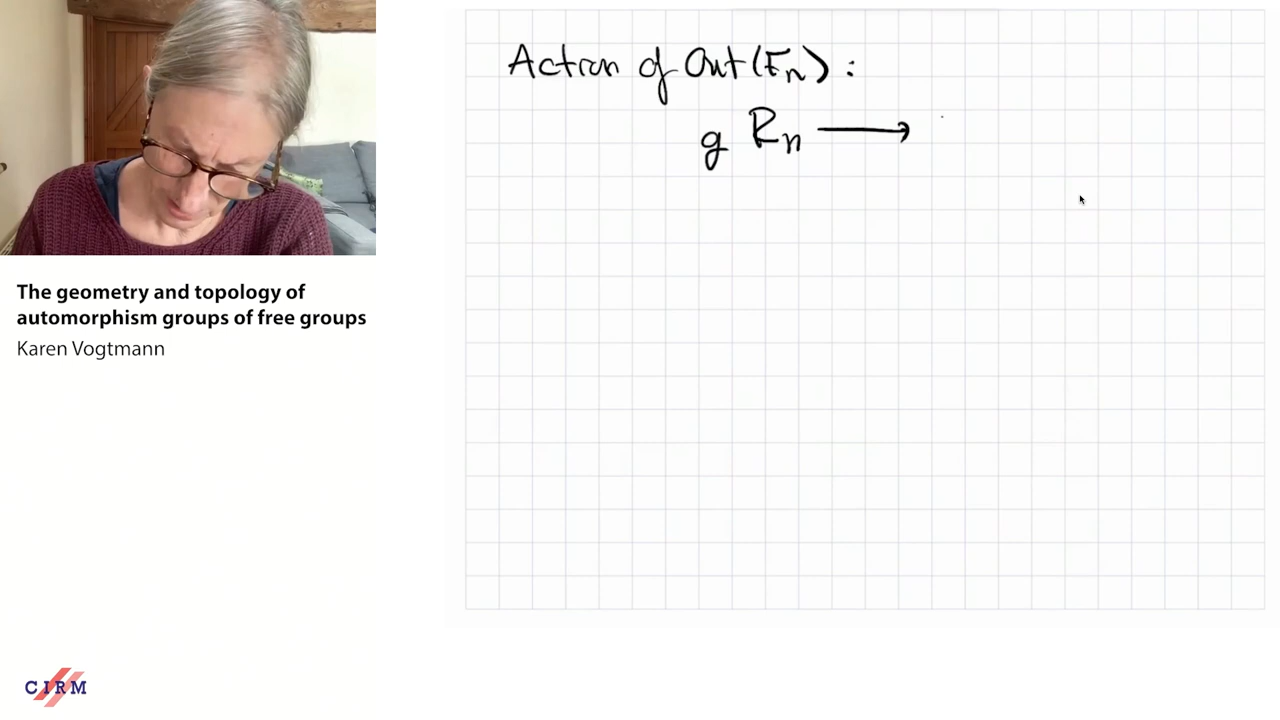 Action of Out(Fn) :
g Rn ⟶
The geometry and topology of
automorphism groups of free groups
Karen Vogtmann
CIRM